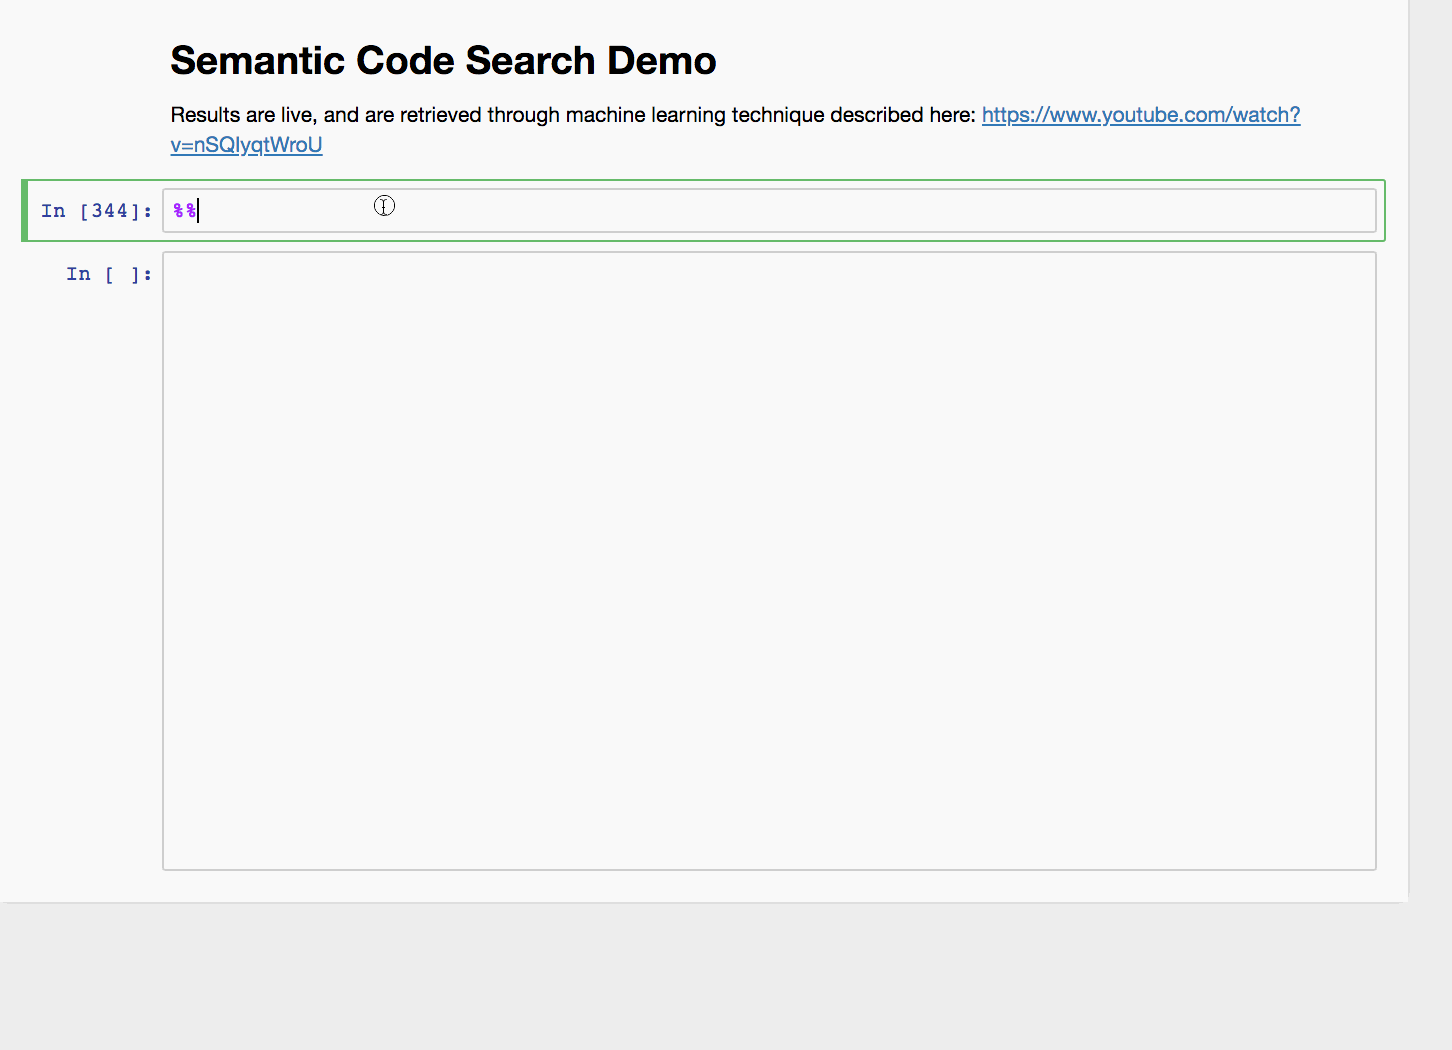 Semantic Code Search Demo
Results are live, and are retrieved through machine learning technique described here: https://www.youtube.com/watch?
v=nSQIyqtWroU
In [344]: %%
In [ ]: